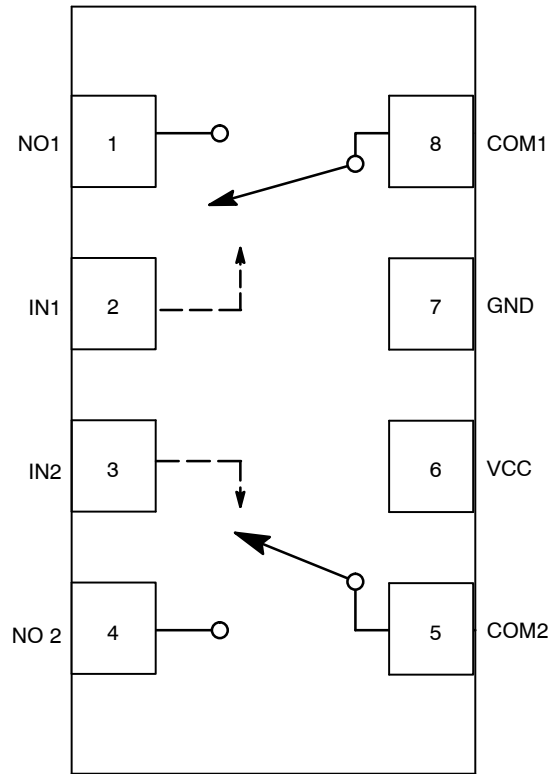 NO1 1 8 COM1
IN1 2 7 GND
IN2 3 6 VCC
NO 2 4 5 COM2